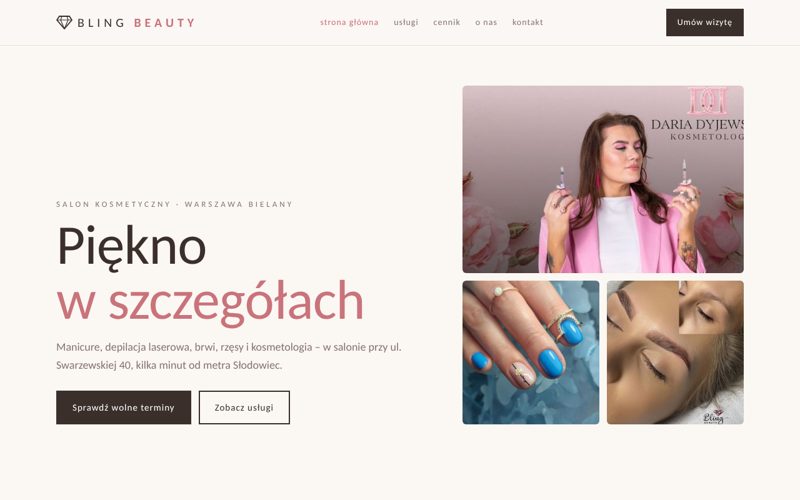 BLING BEAUTY
strona główna usługi cennik o nas kontakt
Umów wizytę
DARIA DYJEWS
KOSMETOLOG
SALON KOSMETYCZNY · WARSZAWA BIELANY
Piękno
w szczegółach
Manicure, depilacja laserowa, brwi, rzęsy i kosmetologia – w salonie przy ul.
Swarzewskiej 40, kilka minut od metra Słodowiec.
Sprawdź wolne terminy
Zobacz usługi
Bling